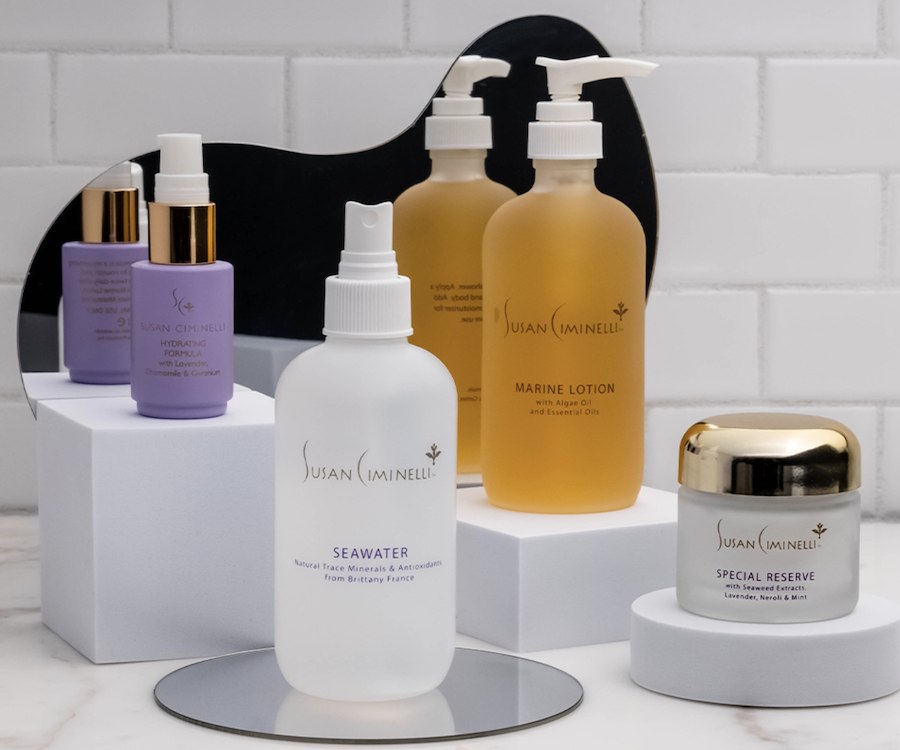 SUSAN CIMINELLI
HYDRATING
FORMULA
with Lavender,
Chamomile & Geranium
SUSAN CIMINELLI
SEAWATER
Natural Trace Minerals & Antioxidants
from Brittany France
SUSAN CIMINELLI
MARINE LOTION
with Algae Oil
and Essential Oils
SUSAN CIMINELLI
SPECIAL RESERVE
with Seaweed Extracts,
Lavender, Neroli & Mint